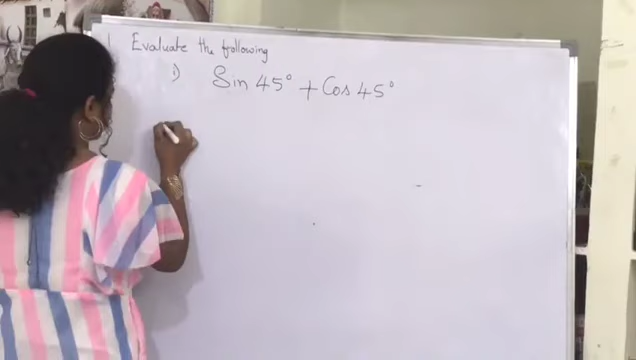 1. Evaluate the following
i) Sin 45° + Cos 45°